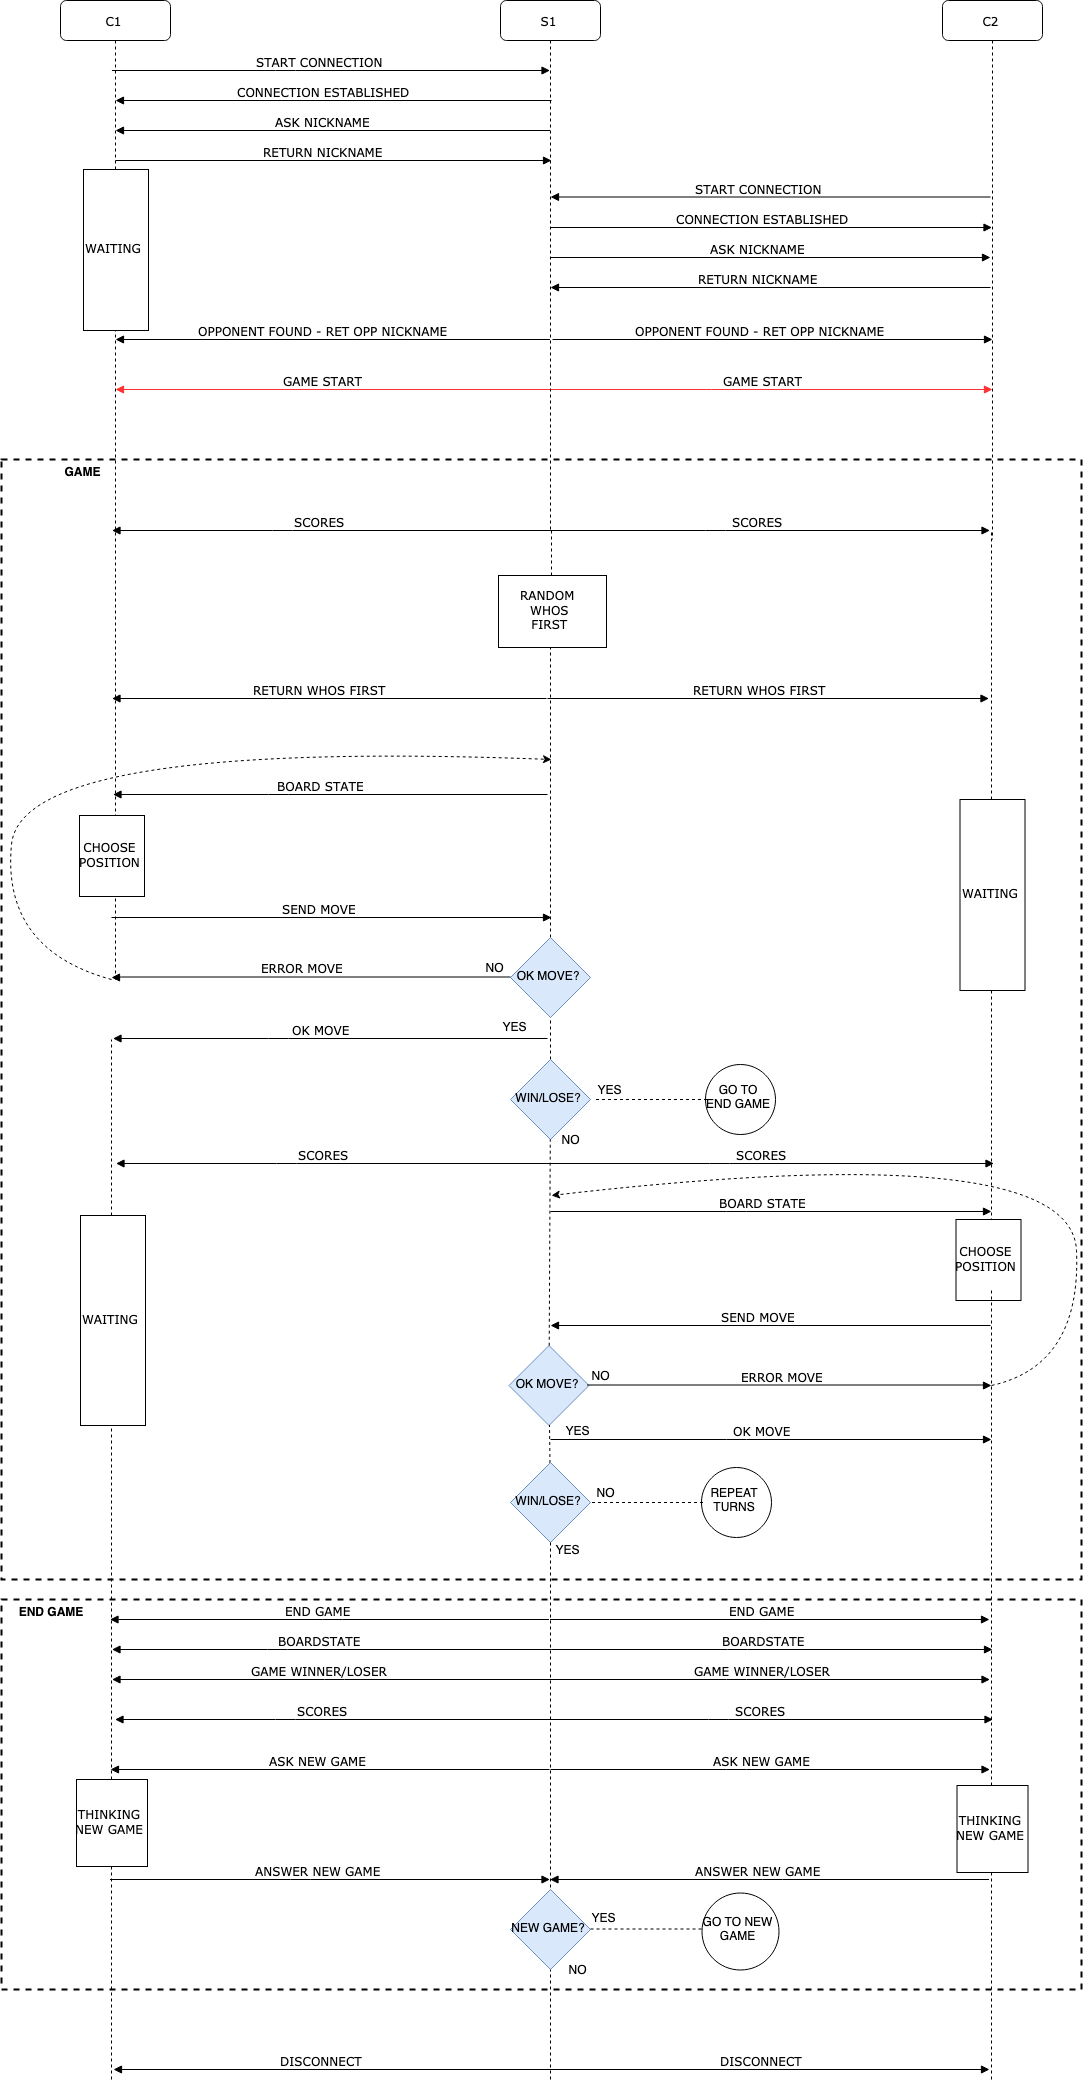 C1
S1
C2
START CONNECTION
CONNECTION ESTABLISHED
ASK NICKNAME
RETURN NICKNAME
START CONNECTION
CONNECTION ESTABLISHED
WAITING
ASK NICKNAME
RETURN NICKNAME
OPPONENT FOUND - RET OPP NICKNAME
OPPONENT FOUND - RET OPP NICKNAME
GAME START
GAME START
GAME
SCORES
SCORES
RANDOM
WHOS
FIRST
RETURN WHOS FIRST
RETURN WHOS FIRST
BOARD STATE
CHOOSE
POSITION
WAITING
SEND MOVE
ERROR MOVE
NO
OK MOVE?
OK MOVE
YES
WIN/LOSE?
YES
GO TO
END GAME
NO
SCORES
SCORES
BOARD STATE
CHOOSE
POSITION
WAITING
SEND MOVE
OK MOVE?
NO
ERROR MOVE
YES
OK MOVE
WIN/LOSE?
NO
REPEAT
TURNS
YES
END GAME
END GAME
END GAME
BOARDSTATE
BOARDSTATE
GAME WINNER/LOSER
GAME WINNER/LOSER
SCORES
SCORES
ASK NEW GAME
ASK NEW GAME
THINKING
NEW GAME
THINKING
NEW GAME
ANSWER NEW GAME
ANSWER NEW GAME
NEW GAME?
YES
GO TO NEW
GAME
NO
DISCONNECT
DISCONNECT